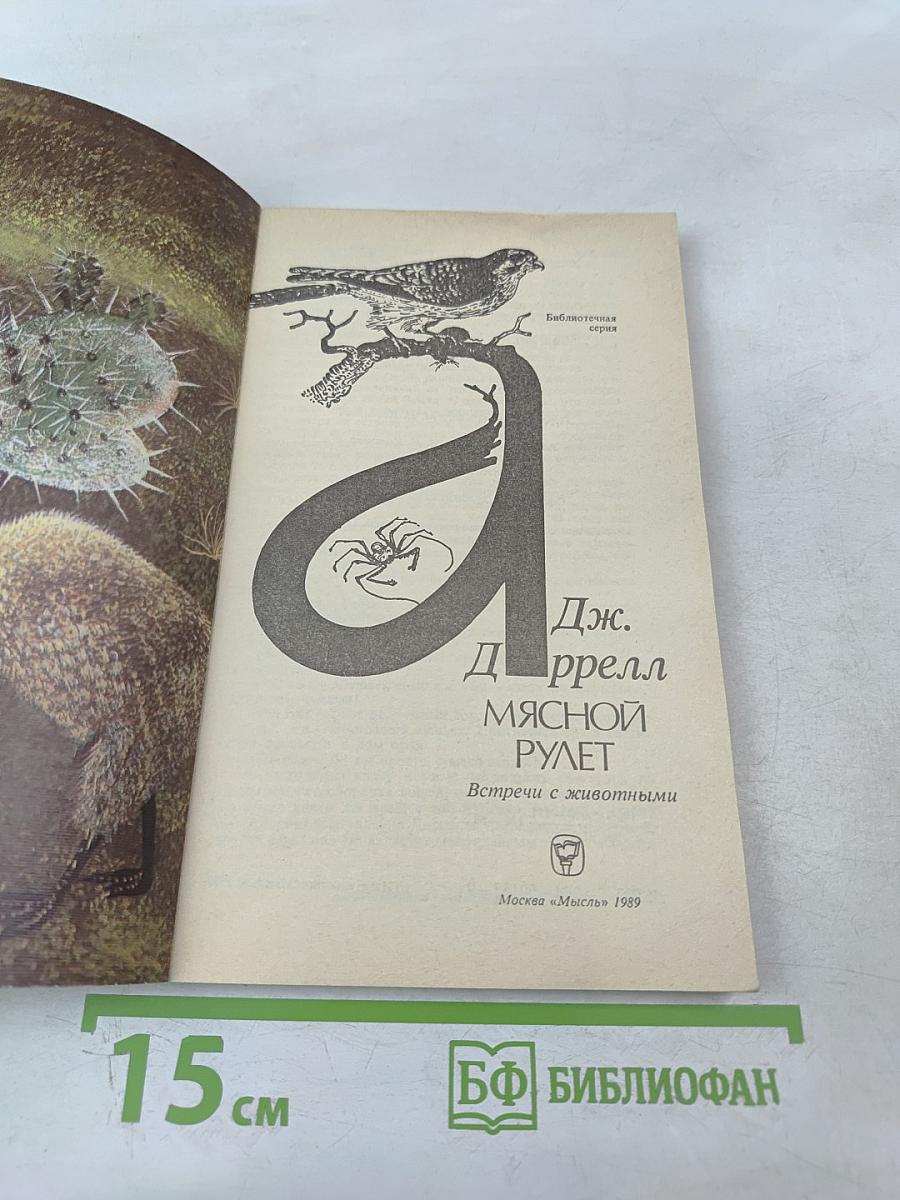 Библиотечная
серия
Дж.
Даррелл
МЯСНОЙ
РУЛЕТ
Встречи с животными
Москва «Мысль» 1989
15 см
БФ БИБЛИОФАН